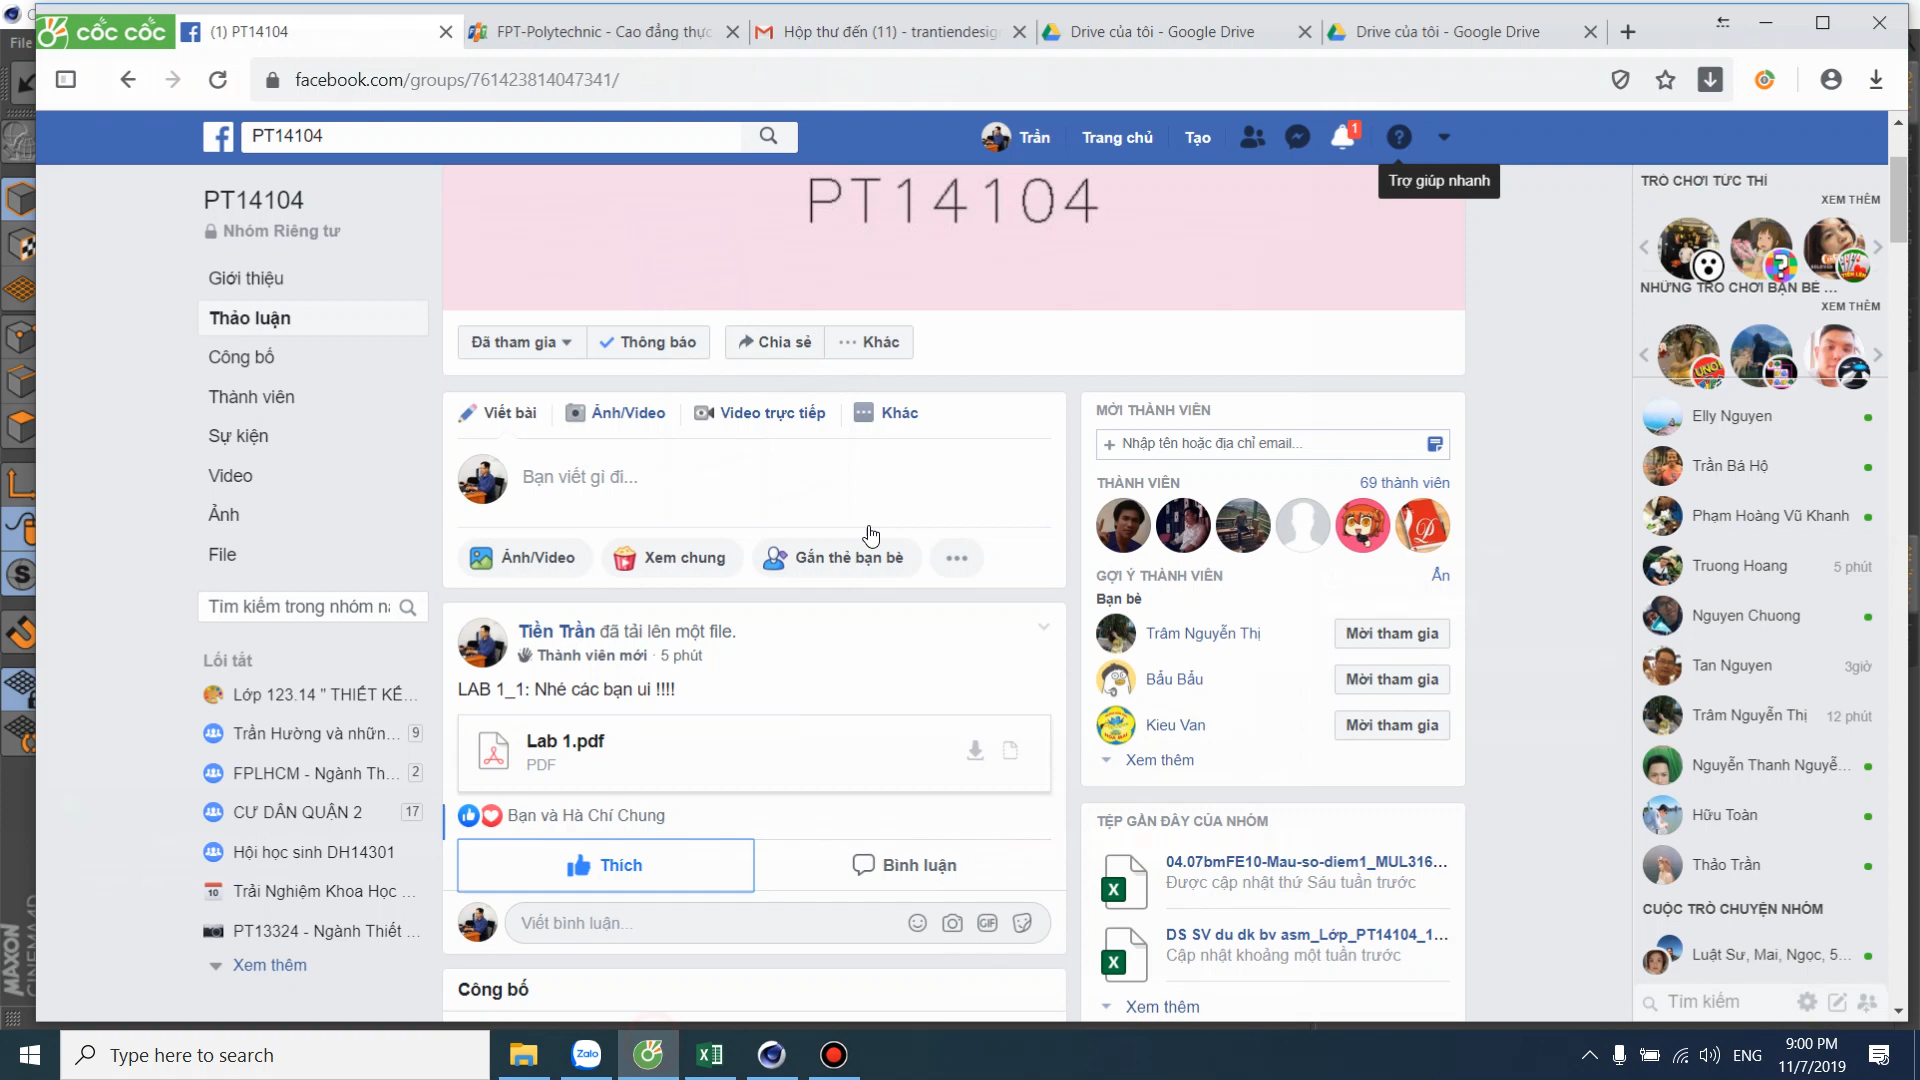 File
CỐC CỐC
(1) PT14104
FPT-Polytechnic - Cao đẳng thực
Hộp thư đến (11) - trantiendesig
Drive của tôi - Google Drive
Drive của tôi - Google Drive
facebook.com/groups/761423814047341/
PT14104
Trần
Trang chủ
Tạo
1
Trợ giúp nhanh
PT14104
Nhóm Riêng tư
Giới thiệu
Thảo luận
Công bố
Thành viên
Sự kiện
Video
Ảnh
File
Tìm kiếm trong nhóm nà
Lối tắt
Lớp 123.14 " THIẾT KẾ...
Trần Hường và nhữn... 9
FPLHCM - Ngành Th... 2
CƯ DÂN QUẬN 2 17
Hội học sinh DH14301
Trải Nghiệm Khoa Học ...
PT13324 - Ngành Thiết ...
Xem thêm
PT14104
Đã tham gia
Thông báo
Chia sẻ
Khác
Viết bài
Ảnh/Video
Video trực tiếp
Khác
Bạn viết gì đi...
Ảnh/Video
Xem chung
Gắn thẻ bạn bè
Tiền Trần đã tải lên một file.
Thành viên mới · 5 phút
LAB 1_1: Nhé các bạn ui !!!!
Lab 1.pdf
PDF
Bạn và Hà Chí Chung
Thích
Bình luận
Viết bình luận...
GIF
Công bố
MỜI THÀNH VIÊN
Nhập tên hoặc địa chỉ email...
THÀNH VIÊN
69 thành viên
GỢI Ý THÀNH VIÊN
Ẩn
Bạn bè
Trâm Nguyễn Thị
Mời tham gia
Bẩu Bẩu
Mời tham gia
Kieu Van
Mời tham gia
Xem thêm
TỆP GẦN ĐÂY CỦA NHÓM
04.07bmFE10-Mau-so-diem1_MUL316...
Được cập nhật thứ Sáu tuần trước
DS SV du dk bv asm_Lớp_PT14104_1...
Cập nhật khoảng một tuần trước
Xem thêm
TRÒ CHƠI TỨC THÌ
XEM THÊM
NHỮNG TRÒ CHƠI BẠN BÈ ...
XEM THÊM
Elly Nguyen
Trần Bá Hộ
Phạm Hoàng Vũ Khanh
Truong Hoang 5 phút
Nguyen Chuong
Tan Nguyen 3giờ
Trâm Nguyễn Thị 12 phút
Nguyễn Thanh Nguyễ...
Hữu Toàn
Thảo Trần
CUỘC TRÒ CHUYỆN NHÓM
Luật Sư, Mai, Ngọc, 5...
Tìm kiếm
MAXON
CINEMA 4D
Type here to search
Zalo
ENG
9:00 PM
11/7/2019